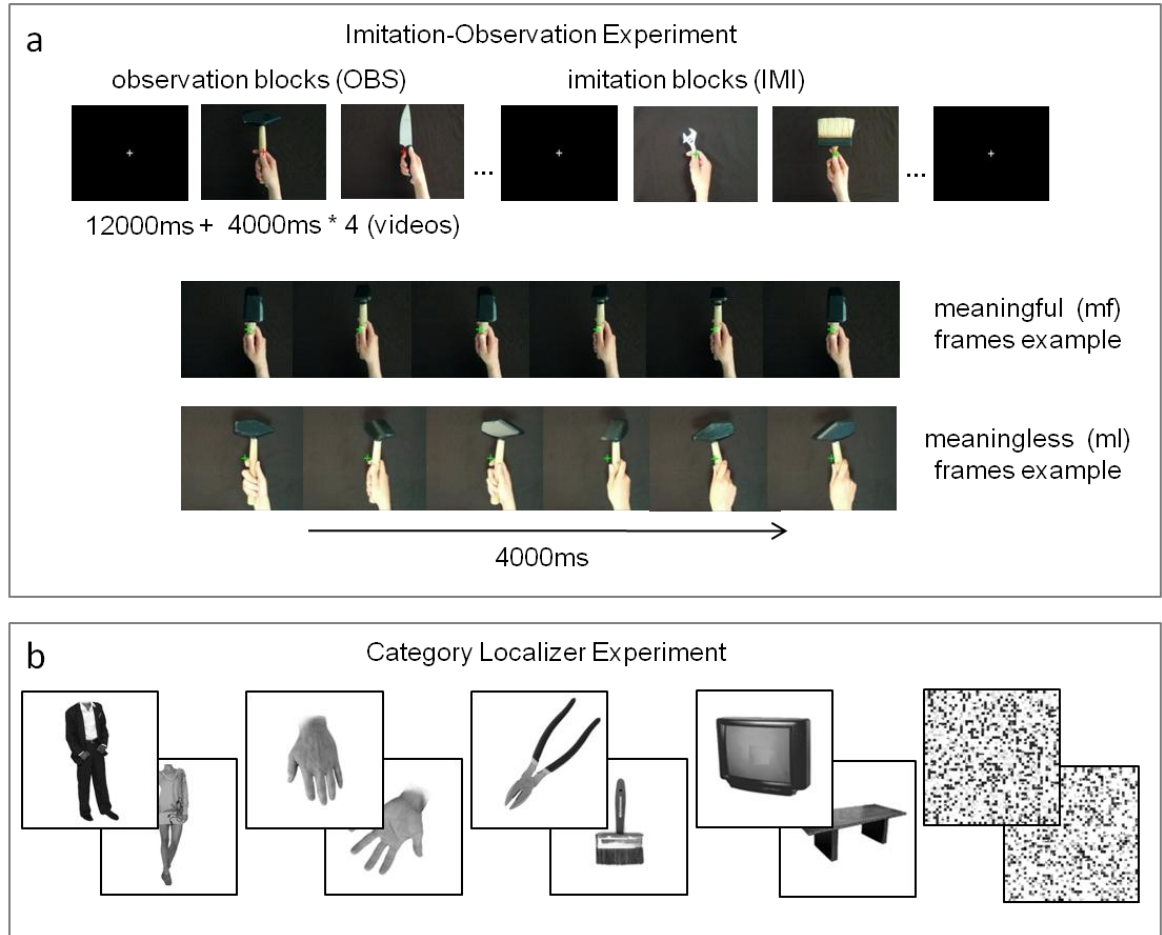 a
Imitation-Observation Experiment
observation blocks (OBS)
imitation blocks (IMI)
...
...
12000ms + 4000ms * 4 (videos)
meaningful (mf)
frames example
meaningless (ml)
frames example
4000ms
b
Category Localizer Experiment